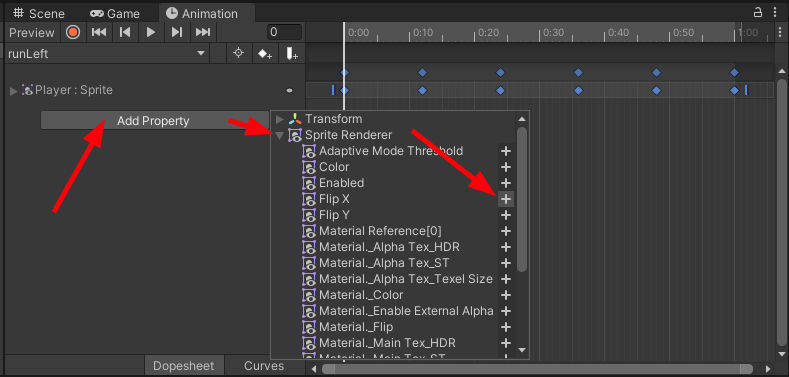 Scene Game Animation
Preview 0 0:00 0:10 0:20 0:30 0:40 0:50 1:00
runLeft
Player : Sprite
Add Property
Transform
Sprite Renderer
Adaptive Mode Threshold
Color
Enabled
Flip X
Flip Y
Material Reference[0]
Material._Alpha Tex_HDR
Material._Alpha Tex_ST
Material._Alpha Tex_Texel Size
Material._Color
Material._Enable External Alpha
Material._Flip
Material._Main Tex_HDR
Material._Main Tex_ST
Dopesheet Curves